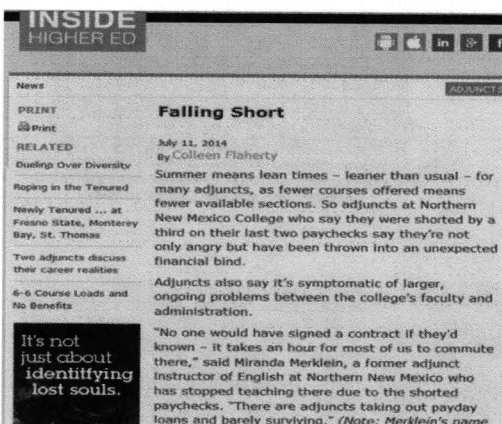 INSIDE
HIGHER ED
in
g+
f
News
ADJUNCTS
PRINT
Print
RELATED
Dueling Over Diversity
Roping in the Tenured
Newly Tenured ... at
Fresno State, Monterey
Bay, St. Thomas
Two adjuncts discuss
their career realities
6-6 Course Loads and
No Benefits
It's not
just about
identitfying
lost souls.
Falling Short
July 11, 2014
By Colleen Flaherty
Summer means lean times – leaner than usual – for
many adjuncts, as fewer courses offered means
fewer available sections. So adjuncts at Northern
New Mexico College who say they were shorted by a
third on their last two paychecks say they're not
only angry but have been thrown into an unexpected
financial bind.
Adjuncts also say it's symptomatic of larger,
ongoing problems between the college's faculty and
administration.
"No one would have signed a contract if they'd
known – it takes an hour for most of us to commute
there," said Miranda Merklein, a former adjunct
instructor of English at Northern New Mexico who
has stopped teaching there due to the shorted
paychecks. "There are adjuncts taking out payday
loans and barely surviving." (Note: Merklein's name